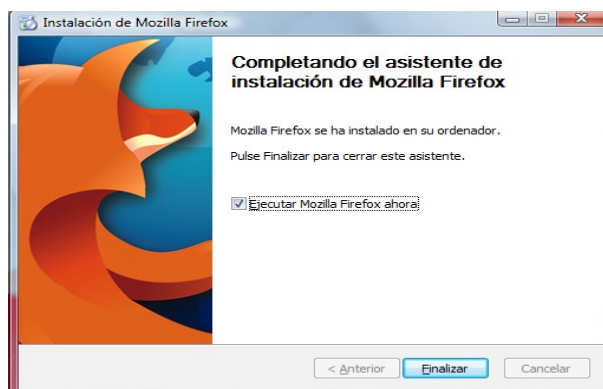 Instalación de Mozilla Firefox
Completando el asistente de
instalación de Mozilla Firefox
Mozilla Firefox se ha instalado en su ordenador.
Pulse Finalizar para cerrar este asistente.
Ejecutar Mozilla Firefox ahora
< Anterior Finalizar Cancelar